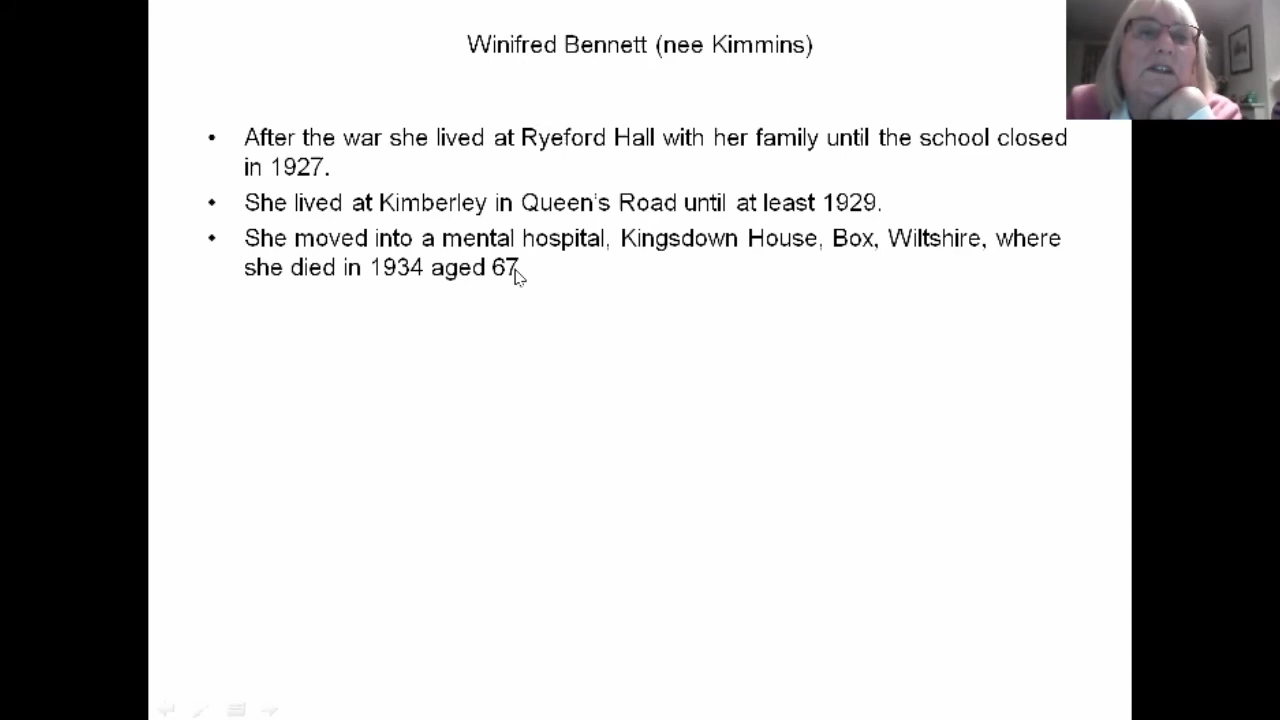 Winifred Bennett (nee Kimmins)
• After the war she lived at Ryeford Hall with her family until the school closed
in 1927.
• She lived at Kimberley in Queen's Road until at least 1929.
• She moved into a mental hospital, Kingsdown House, Box, Wiltshire, where
she died in 1934 aged 67